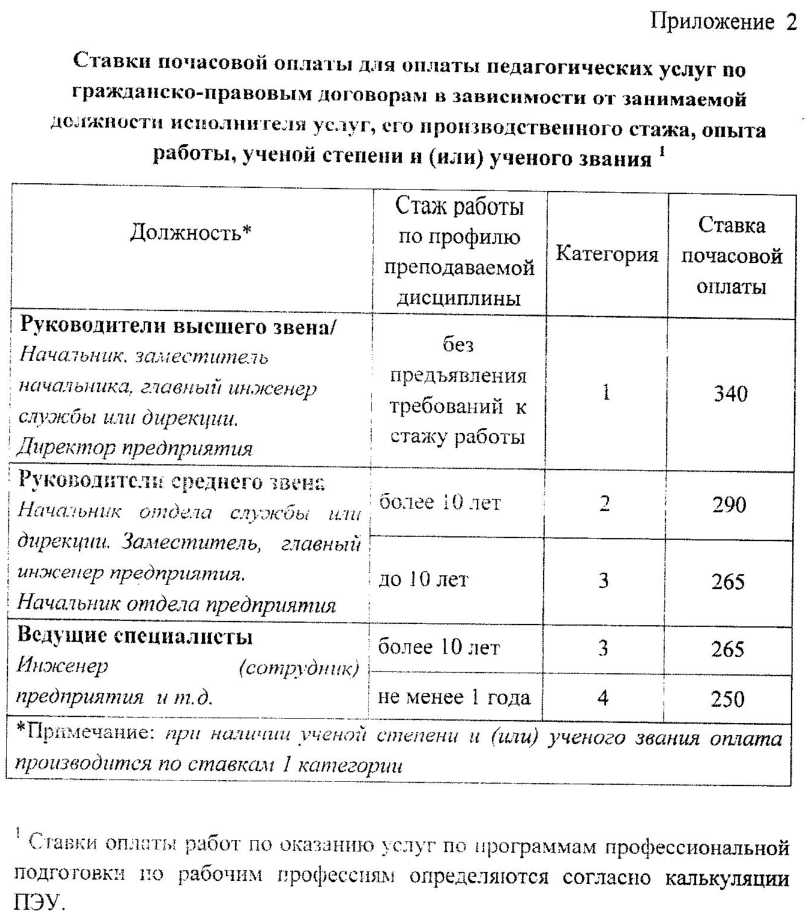 Приложение 2
Ставки почасовой оплаты для оплаты педагогических услуг по
гражданско-правовым договорам в зависимости от занимаемой
должности исполнителя услуг, его производственного стажа, опыта
работы, ученой степени и (или) ученого звания 1
Должность*
Стаж работы
по профилю
преподаваемой
дисциплины
Категория
Ставка
почасовой
оплаты
Руководители высшего звена/
Начальник, заместитель
начальника, главный инженер
службы или дирекции.
Директор предприятия
без
предъявления
требований к
стажу работы
1
340
Руководители среднего звена
Начальник отдела службы или
дирекции. Заместитель, главный
инженер предприятия.
Начальник отдела предприятия
более 10 лет
2
290
до 10 лет
3
265
Ведущие специалисты
Инженер (сотрудник)
предприятия и т.д.
более 10 лет
3
265
не менее 1 года
4
250
*Примечание: при наличии ученой степени и (или) ученого звания оплата
производится по ставкам 1 категории
1 Ставки оплаты работ по оказанию услуг по программам профессиональной
подготовки по рабочим профессиям определяются согласно калькуляции
ПЭУ.